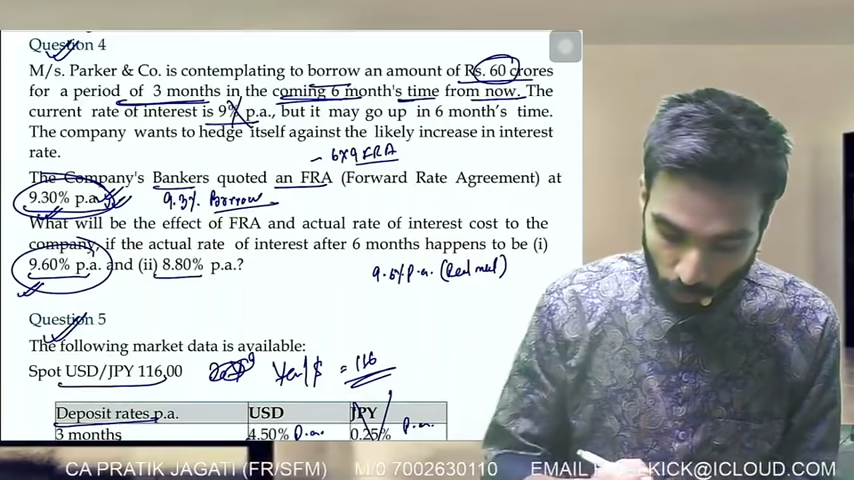 Question 4
M/s. Parker & Co. is contemplating to borrow an amount of Rs. 60 crores
for a period of 3 months in the coming 6 month's time from now. The
current rate of interest is 9% p.a., but it may go up in 6 month's time.
The company wants to hedge itself against the likely increase in interest
rate.
6x9 FRA
The Company's Bankers quoted an FRA (Forward Rate Agreement) at
9.30% p.a. 9.3% Borrow
What will be the effect of FRA and actual rate of interest cost to the
company, if the actual rate of interest after 6 months happens to be (i)
9.60% p.a. and (ii) 8.80% p.a.?
9.6% p.a.
Question 5
The following market data is available:
Spot USD/JPY 116.00 Yen/$ = 116
Deposit rates p.a. USD JPY
3 months 4.50% p.a. 0.25% p.a.
CA PRATIK JAGATI (FR/SFM) M/0 7002630110 EMAIL KICK@ICLOUD.COM